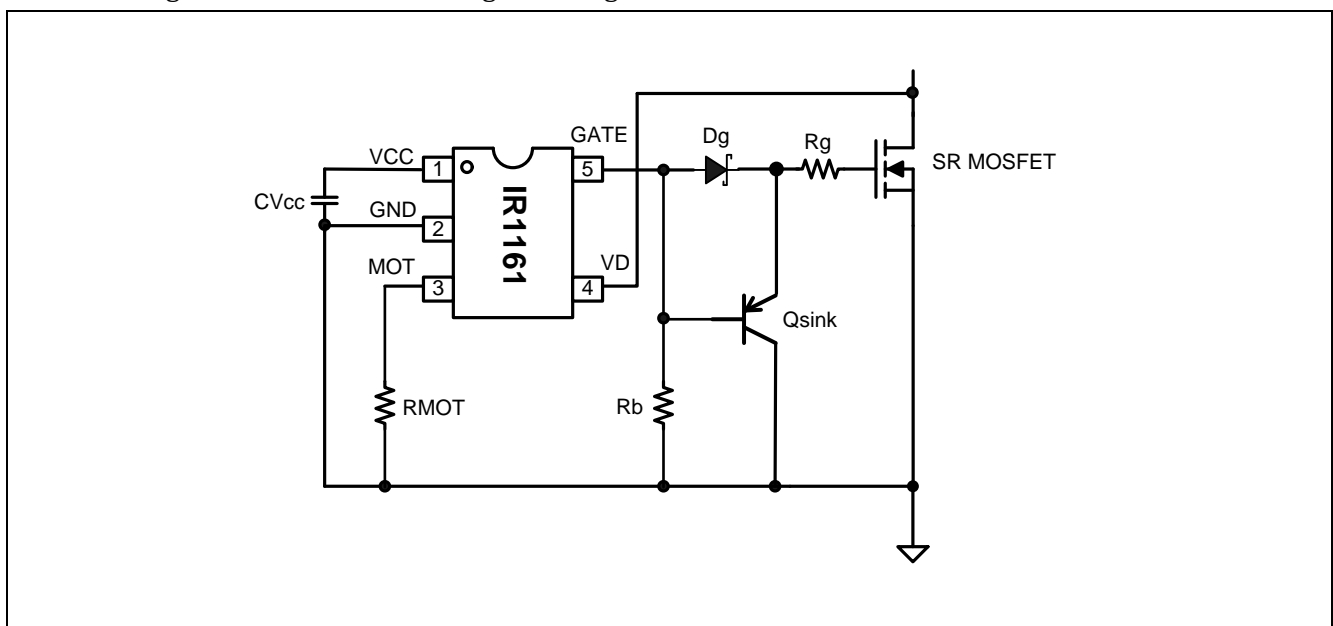 GATE
Dg
Rg
VCC
1
5
SR MOSFET
CVcc
GND
2
IR1161
MOT
VD
3
4
Qsink
RMOT
Rb